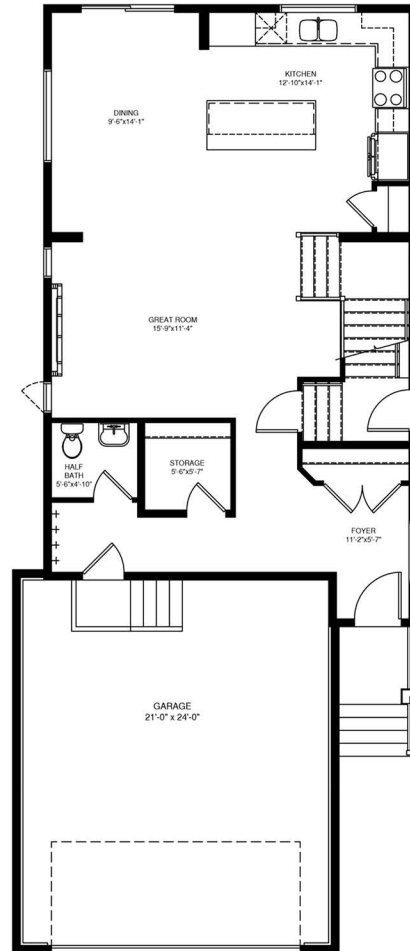 KITCHEN
12'-10"x14'-1"
DINING
9'-6"x14'-1"
GREAT ROOM
15'-9"x11'-4"
HALF
BATH
5'-6"x4'-10"
STORAGE
5'-6"x5'-7"
FOYER
11'-2"x5'-7"
GARAGE
21'-0" x 24'-0"